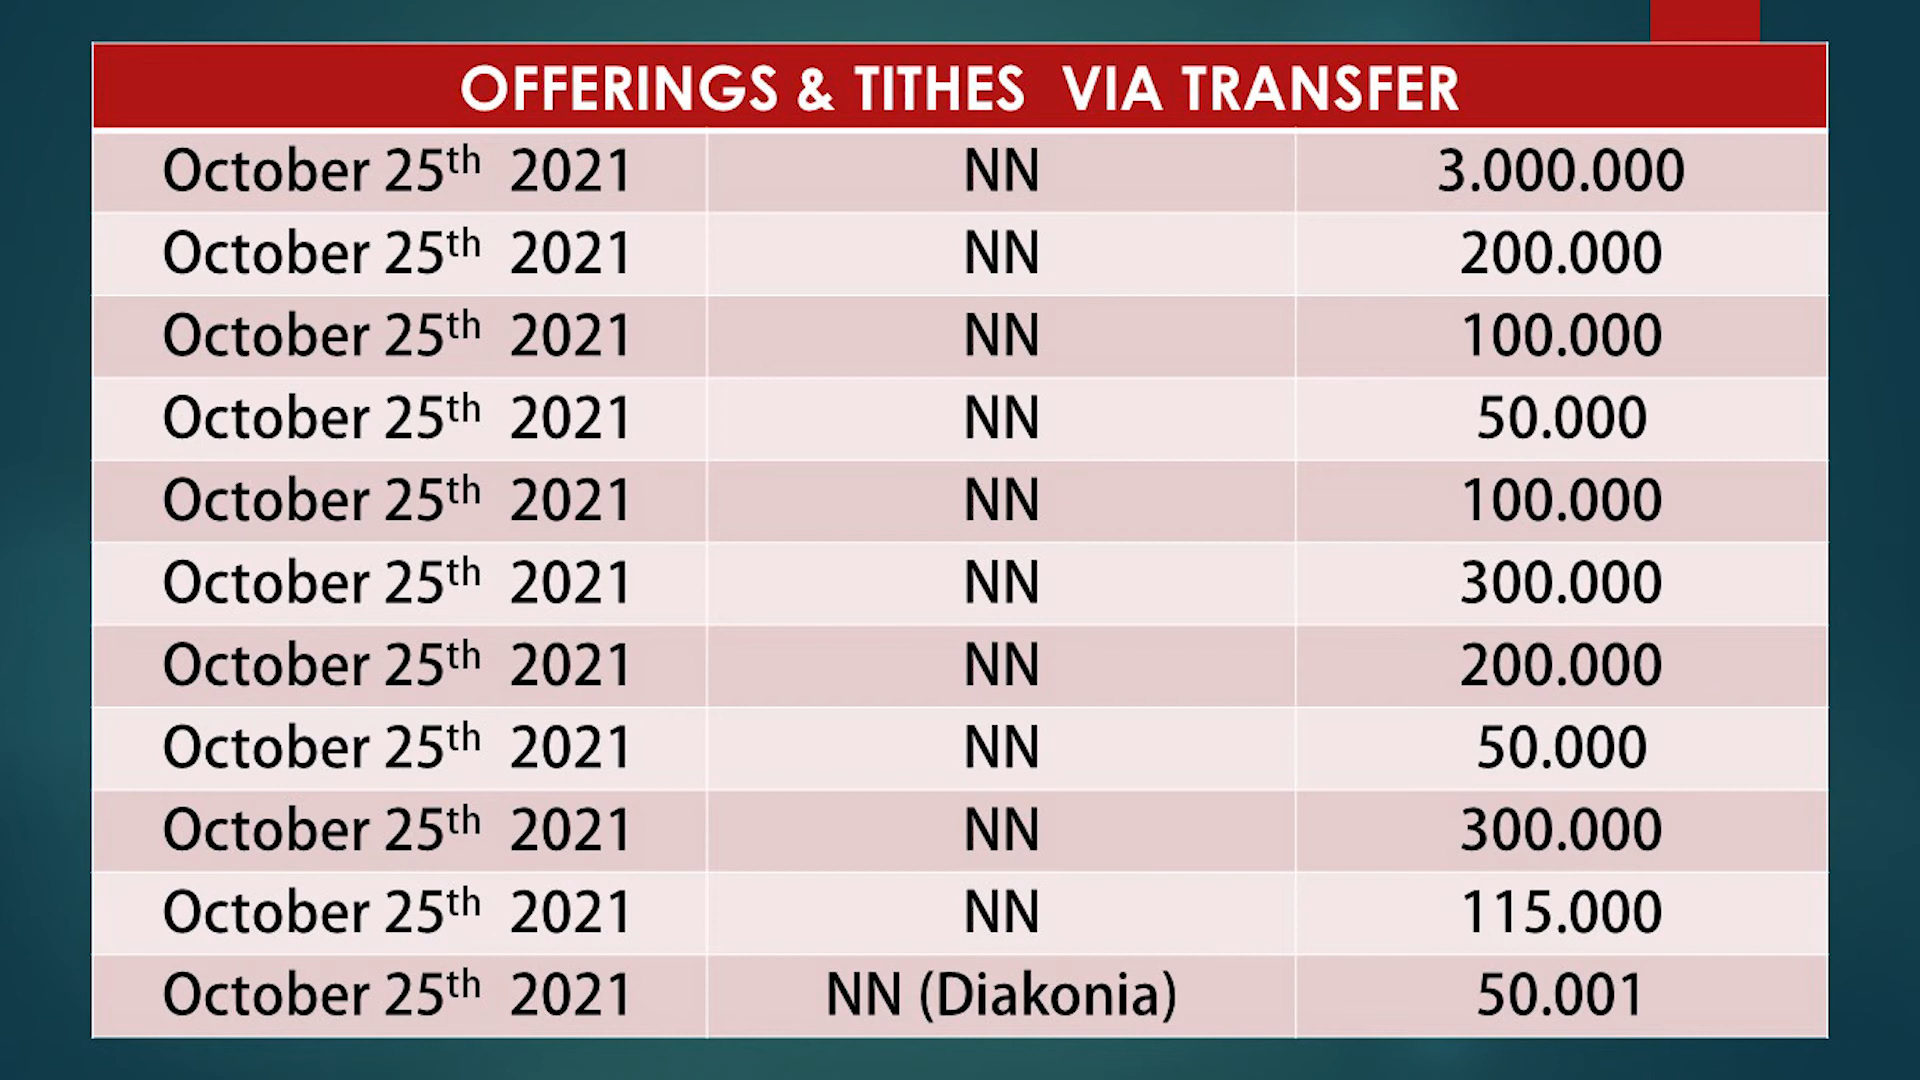 OFFERINGS & TITHES VIA TRANSFER
October 25th 2021 NN 3.000.000
October 25th 2021 NN 200.000
October 25th 2021 NN 100.000
October 25th 2021 NN 50.000
October 25th 2021 NN 100.000
October 25th 2021 NN 300.000
October 25th 2021 NN 200.000
October 25th 2021 NN 50.000
October 25th 2021 NN 300.000
October 25th 2021 NN 115.000
October 25th 2021 NN (Diakonia) 50.001